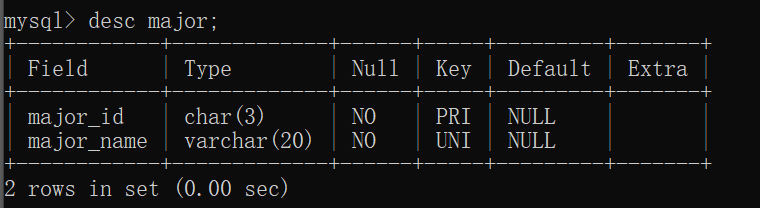 mysql> desc major;
+------------+-------------+------+-----+---------+-------+
| Field      | Type        | Null | Key | Default | Extra |
+------------+-------------+------+-----+---------+-------+
| major_id   | char(3)     | NO   | PRI | NULL    |       |
| major_name | varchar(20) | NO   | UNI | NULL    |       |
+------------+-------------+------+-----+---------+-------+
2 rows in set (0.00 sec)